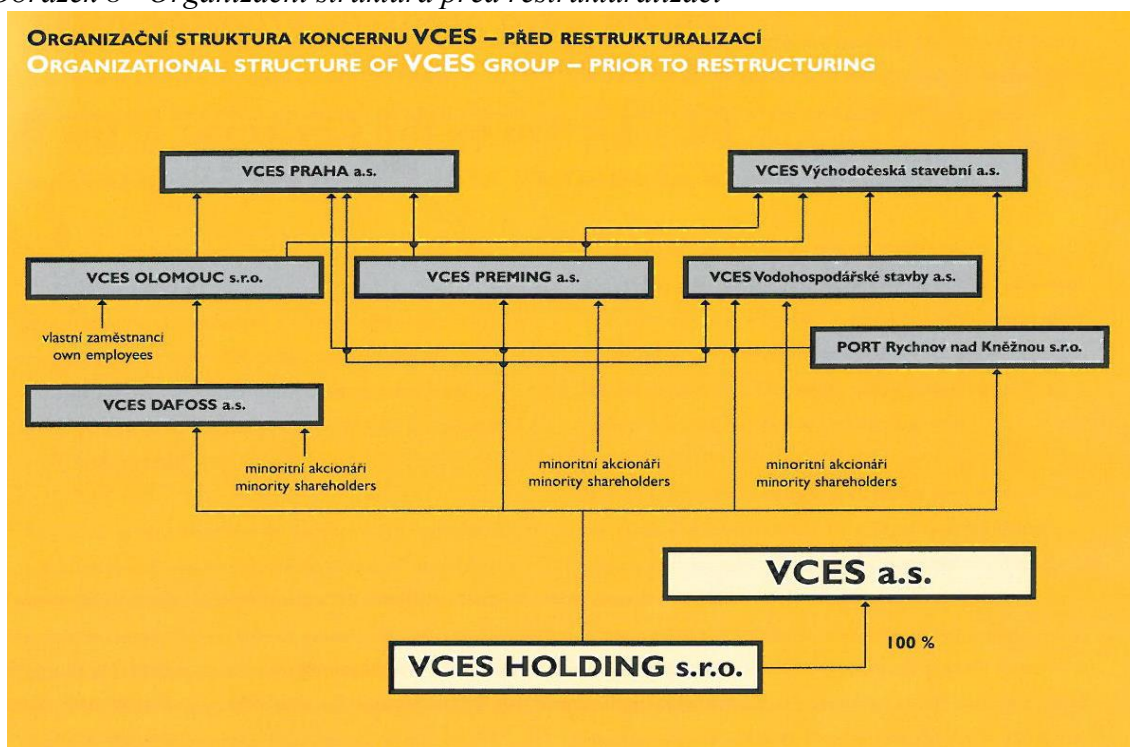 Organizační struktura koncernu VCES – před restrukturalizací
Organizational structure of VCES group – prior to restructuring
VCES PRAHA a.s.
VCES Východočeská stavební a.s.
VCES OLOMOUC s.r.o.
VCES PREMING a.s.
VCES Vodohospodářské stavby a.s.
vlastní zaměstnanci
own employees
PORT Rychnov nad Kněžnou s.r.o.
VCES DAFOSS a.s.
minoritní akcionáři
minority shareholders
minoritní akcionáři
minority shareholders
minoritní akcionáři
minority shareholders
VCES a.s.
100 %
VCES HOLDING s.r.o.